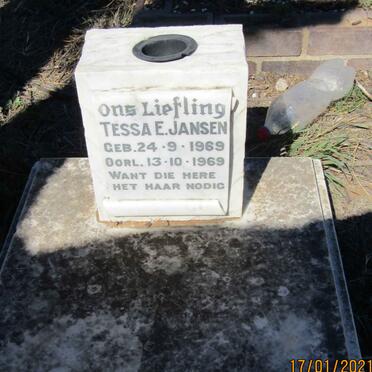 Ons Liefling
TESSA E. JANSEN
GEB. 24 - 9 - 1969
OORL. 13 - 10 - 1969
WANT DIE HERE
HET HAAR NODIG
17/01/2021